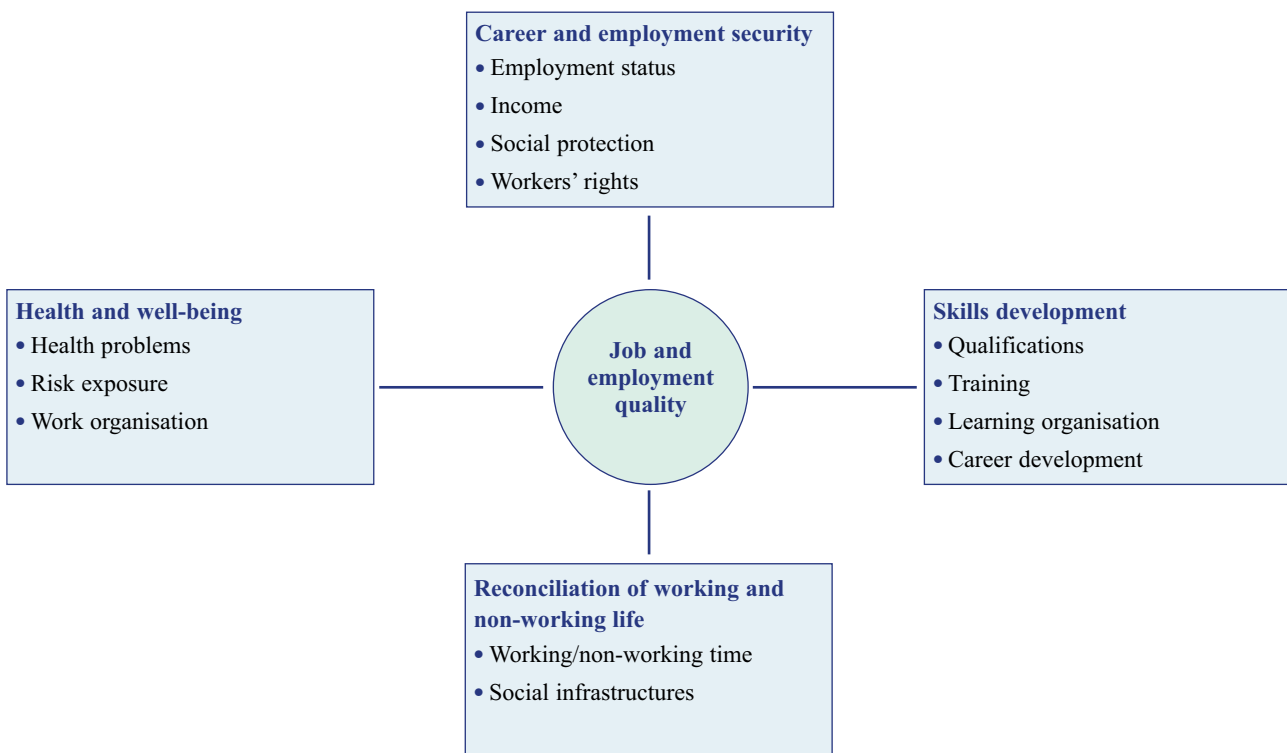 Career and employment security
• Employment status
• Income
• Social protection
• Workers’ rights
Health and well-being
• Health problems
• Risk exposure
• Work organisation
Job and
employment
quality
Skills development
• Qualifications
• Training
• Learning organisation
• Career development
Reconciliation of working and
non-working life
• Working/non-working time
• Social infrastructures